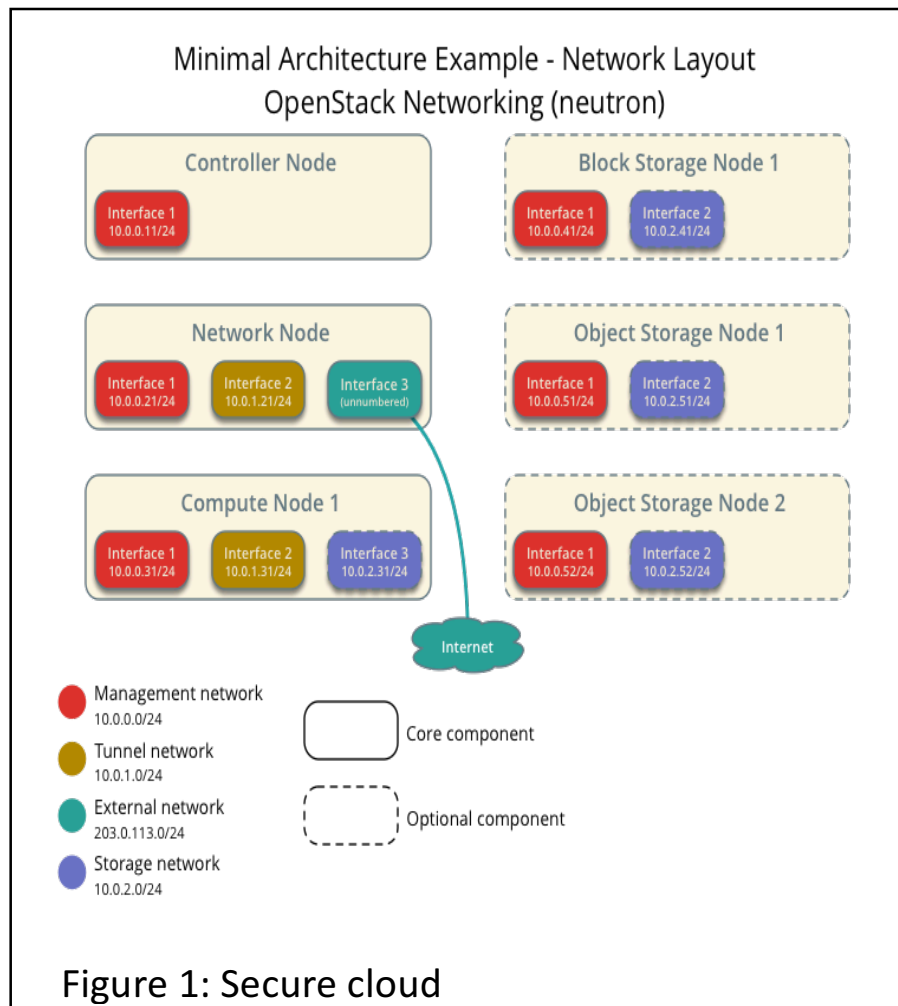 Minimal Architecture Example - Network Layout
OpenStack Networking (neutron)
Controller Node
Interface 1
10.0.0.11/24
Network Node
Interface 1
10.0.0.21/24
Interface 2
10.0.1.21/24
Interface 3
(unnumbered)
Compute Node 1
Interface 1
10.0.0.31/24
Interface 2
10.0.1.31/24
Interface 3
10.0.2.31/24
Block Storage Node 1
Interface 1
10.0.0.41/24
Interface 2
10.0.2.41/24
Object Storage Node 1
Interface 1
10.0.0.51/24
Interface 2
10.0.2.51/24
Object Storage Node 2
Interface 1
10.0.0.52/24
Interface 2
10.0.2.52/24
Internet
Management network
10.0.0.0/24
Tunnel network
10.0.1.0/24
External network
203.0.113.0/24
Storage network
10.0.2.0/24
Core component
Optional component
Figure 1: Secure cloud